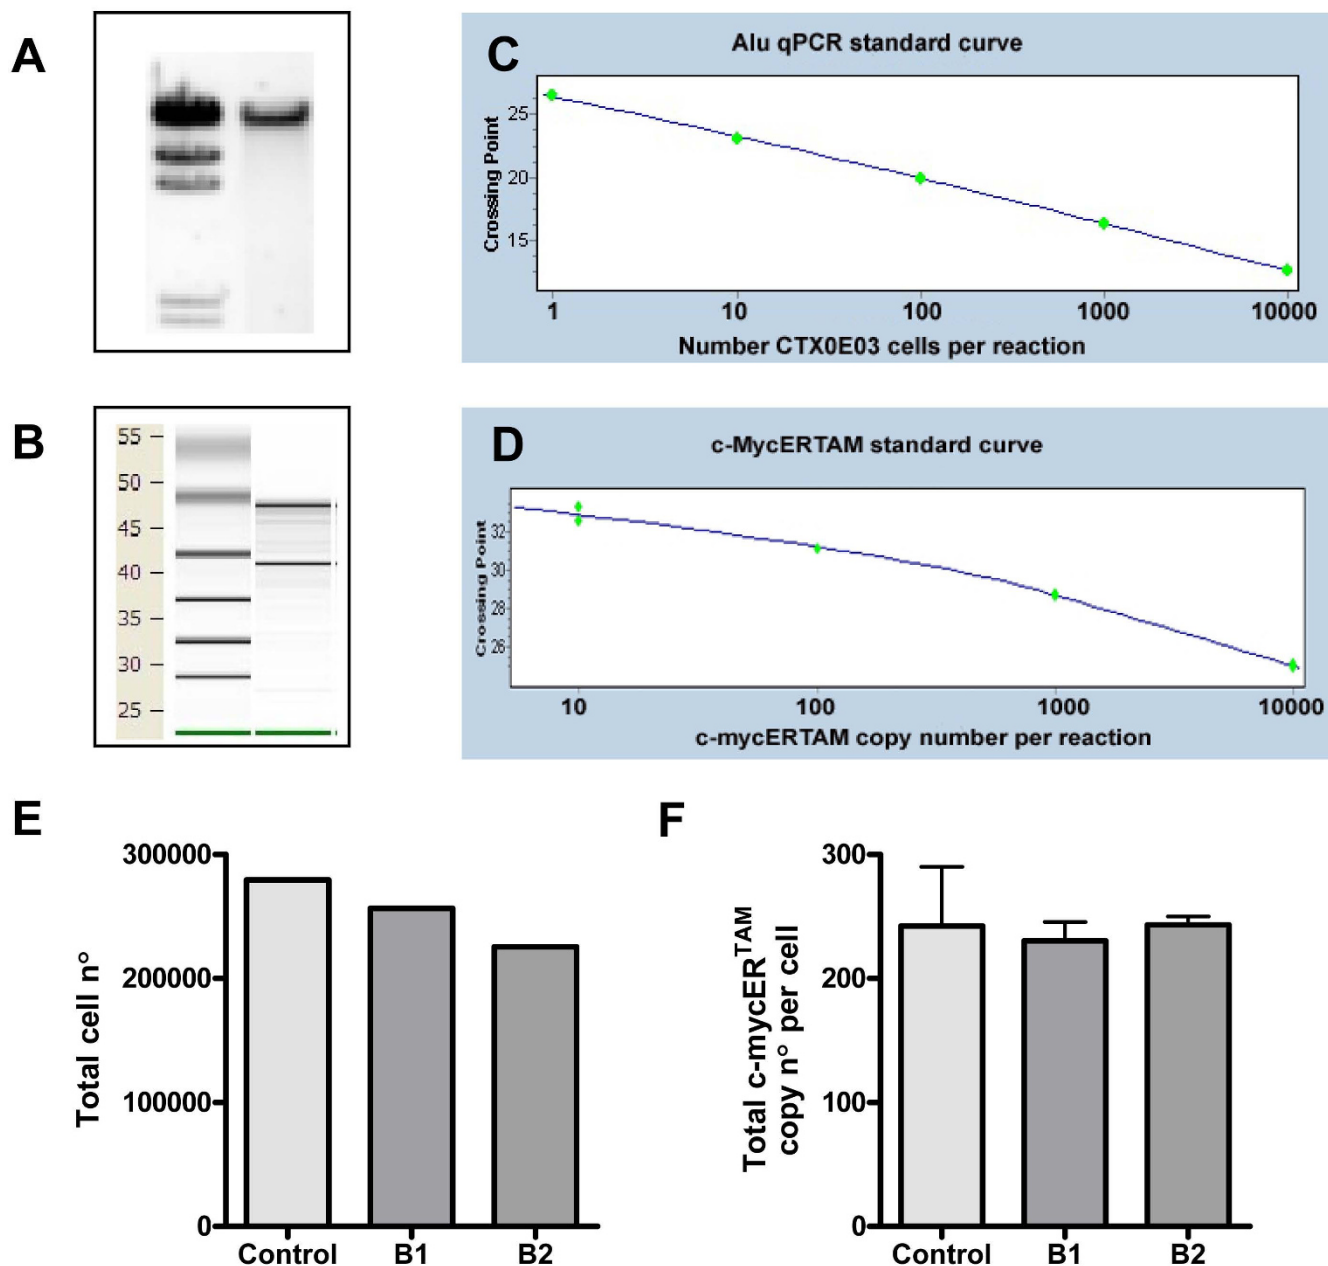 A
B
55
50
45
40
35
30
25
C
Alu qPCR standard curve
Crossing Point
25
20
15
1 10 100 1000 10000
Number CTX0E03 cells per reaction
D
c-MycERTAM standard curve
Crossing Point
32
30
28
26
10 100 1000 10000
c-mycERTAM copy number per reaction
E
Total cell n°
300000
200000
100000
0
Control B1 B2
F
Total c-mycER^TAM
copy n° per cell
300
200
100
0
Control B1 B2